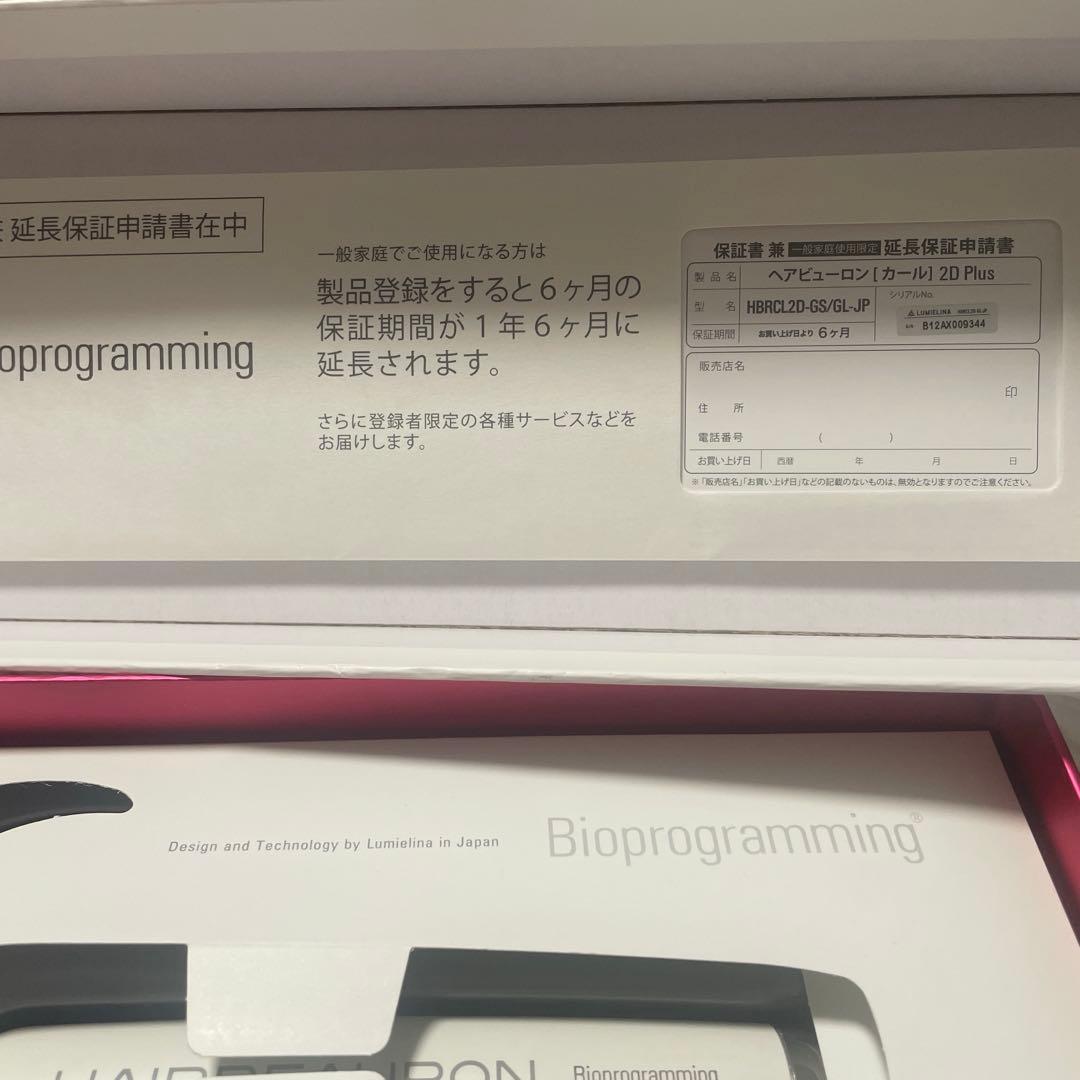 延長保証申請書在中
oprogramming
一般家庭でご使用になる方は
製品登録をすると6ヶ月の
保証期間が1年6ヶ月に
延長されます。
さらに登録者限定の各種サービスなどを
お届けします。
保証書 兼 一般家庭使用限定 延長保証申請書
製品名 ヘアビューロン [カール] 2D Plus
型名 HBRCL2D-GS/GL-JP
シリアルNo.
LUMIELINA HBRCL2D-GL-JP
S/N B12AX009344
保証期間 お買い上げ日より 6ヶ月
販売店名
印
住所
電話番号 ( )
お買い上げ日 西暦 年 月 日
※「販売店名」「お買い上げ日」などの記載のないものは、無効となりますのでご注意ください。
Design and Technology by Lumielina in Japan
Bioprogramming®
HAIRBEAURON Bioprogramming